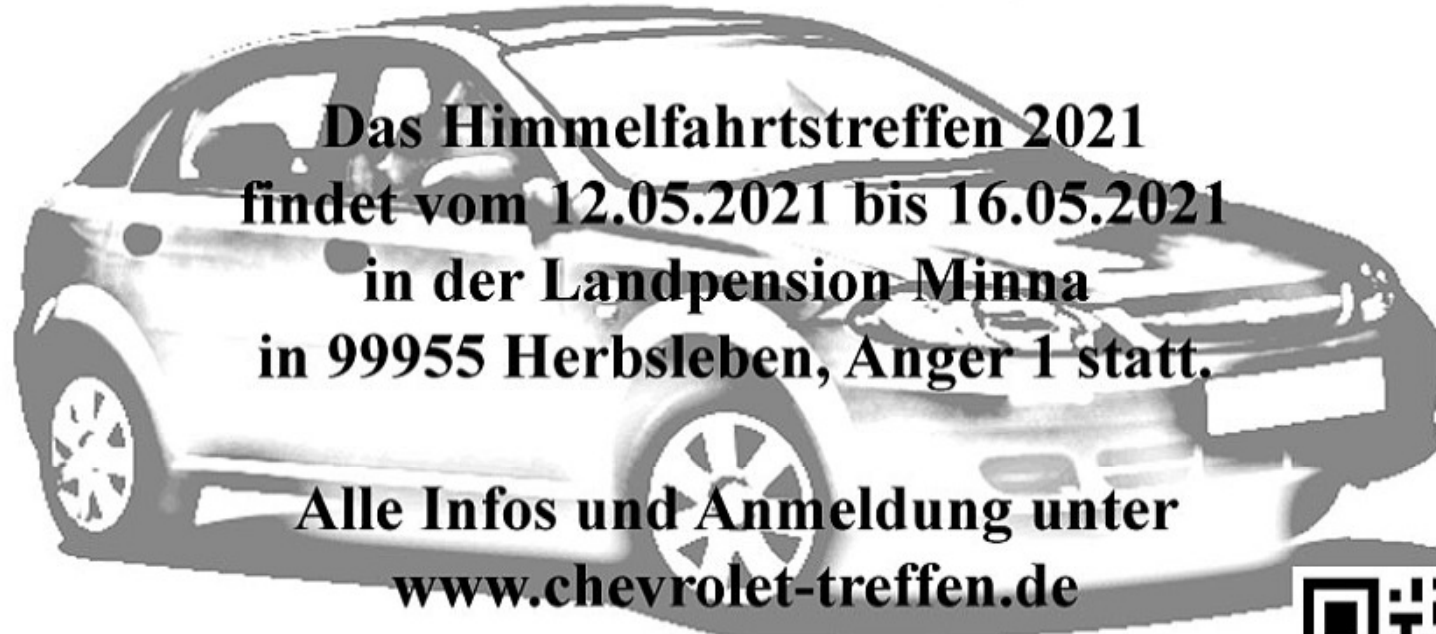 Das Himmelfahrtstreffen 2021
findet vom 12.05.2021 bis 16.05.2021
in der Landpension Minna
in 99955 Herbsleben, Anger 1 statt.
Alle Infos und Anmeldung unter
www.chevrolet-treffen.de